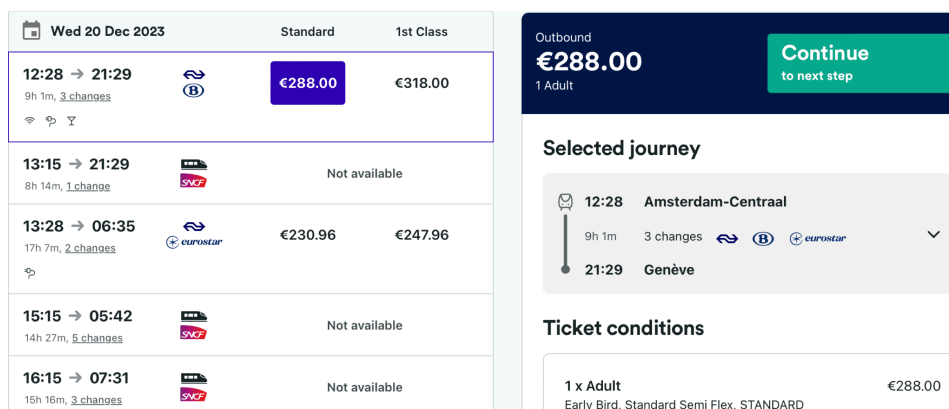 Wed 20 Dec 2023 Standard 1st Class
12:28 → 21:29 €288.00 €318.00
B
9h 1m, 3 changes
13:15 → 21:29 Not available
SNCF
8h 14m, 1 change
13:28 → 06:35 €230.96 €247.96
eurostar
17h 7m, 2 changes
15:15 → 05:42 Not available
SNCF
14h 27m, 5 changes
16:15 → 07:31 Not available
SNCF
15h 16m, 3 changes
Outbound
€288.00
1 Adult
Continue
to next step
Selected journey
12:28 Amsterdam-Centraal
9h 1m 3 changes B eurostar
21:29 Genève
Ticket conditions
1 x Adult €288.00
Early Bird, Standard Semi Flex, STANDARD